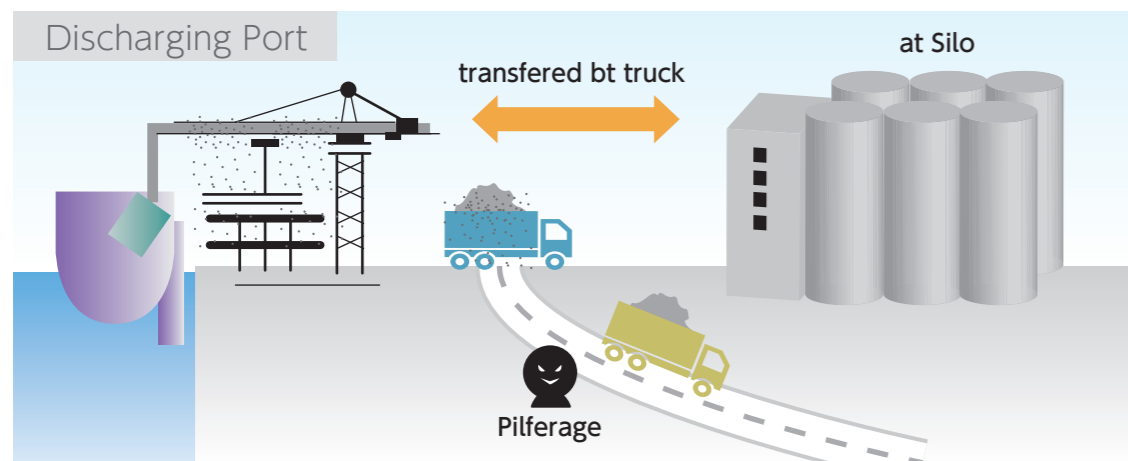 Discharging Port
at Silo
transfered bt truck
Pilferage